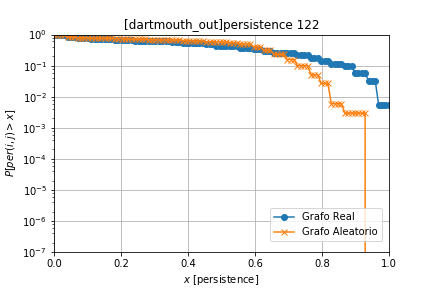 [dartmouth_out]persistence 122
P[per(i, j) > x]
10^0
10^-1
10^-2
10^-3
10^-4
10^-5
10^-6
10^-7
Grafo Real
Grafo Aleatorio
0.0 0.2 0.4 0.6 0.8 1.0
x [persistence]